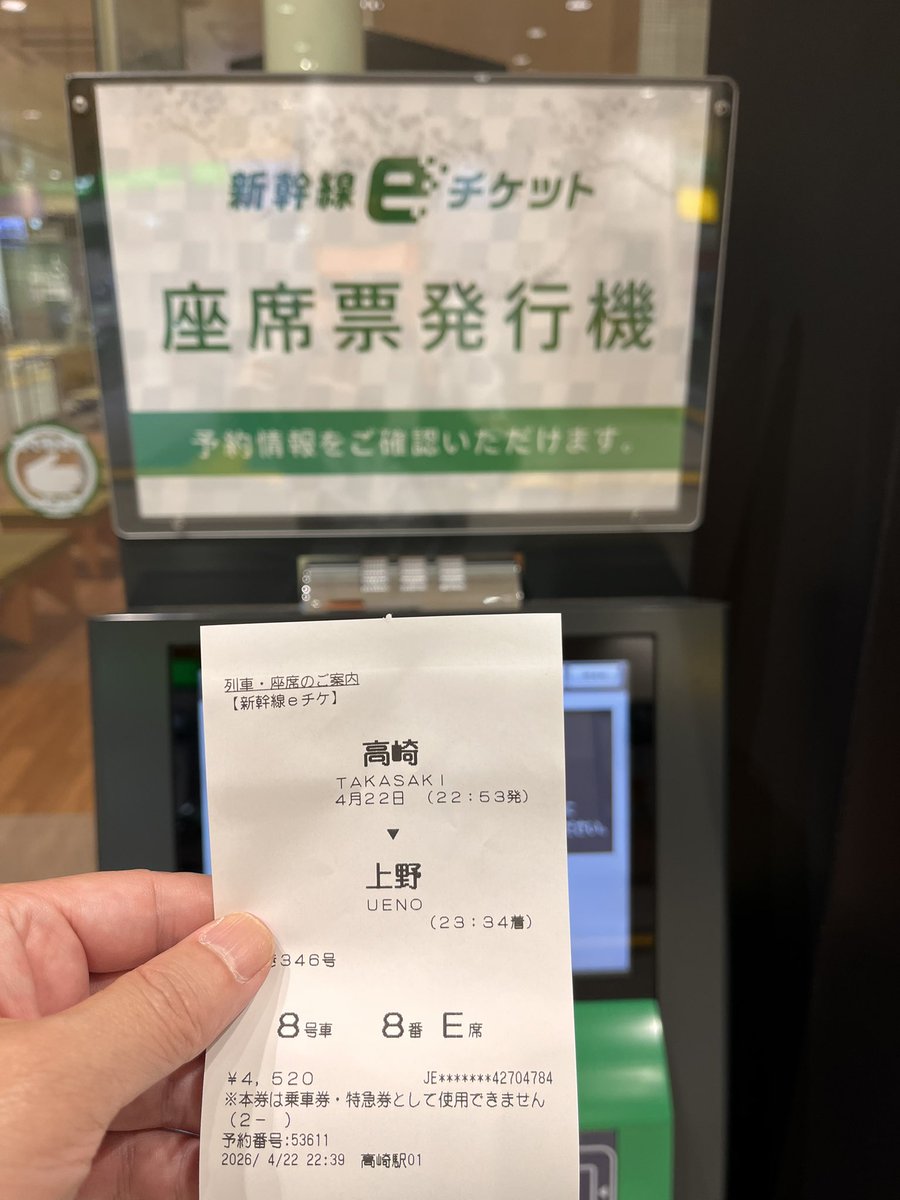 新幹線eチケット
座席票発行機
予約情報をご確認いただけます。
列車・座席のご案内
【新幹線eチケ】
高崎
TAKASAKI
4月22日 (22:53発)
▼
上野
UENO
(23:34着)
き346号
8号車 8番 E席
¥4,520 JE*******42704784
※本券は乗車券・特急券として使用できません
(2- )
予約番号:53611
2026/ 4/22 22:39 高崎駅01